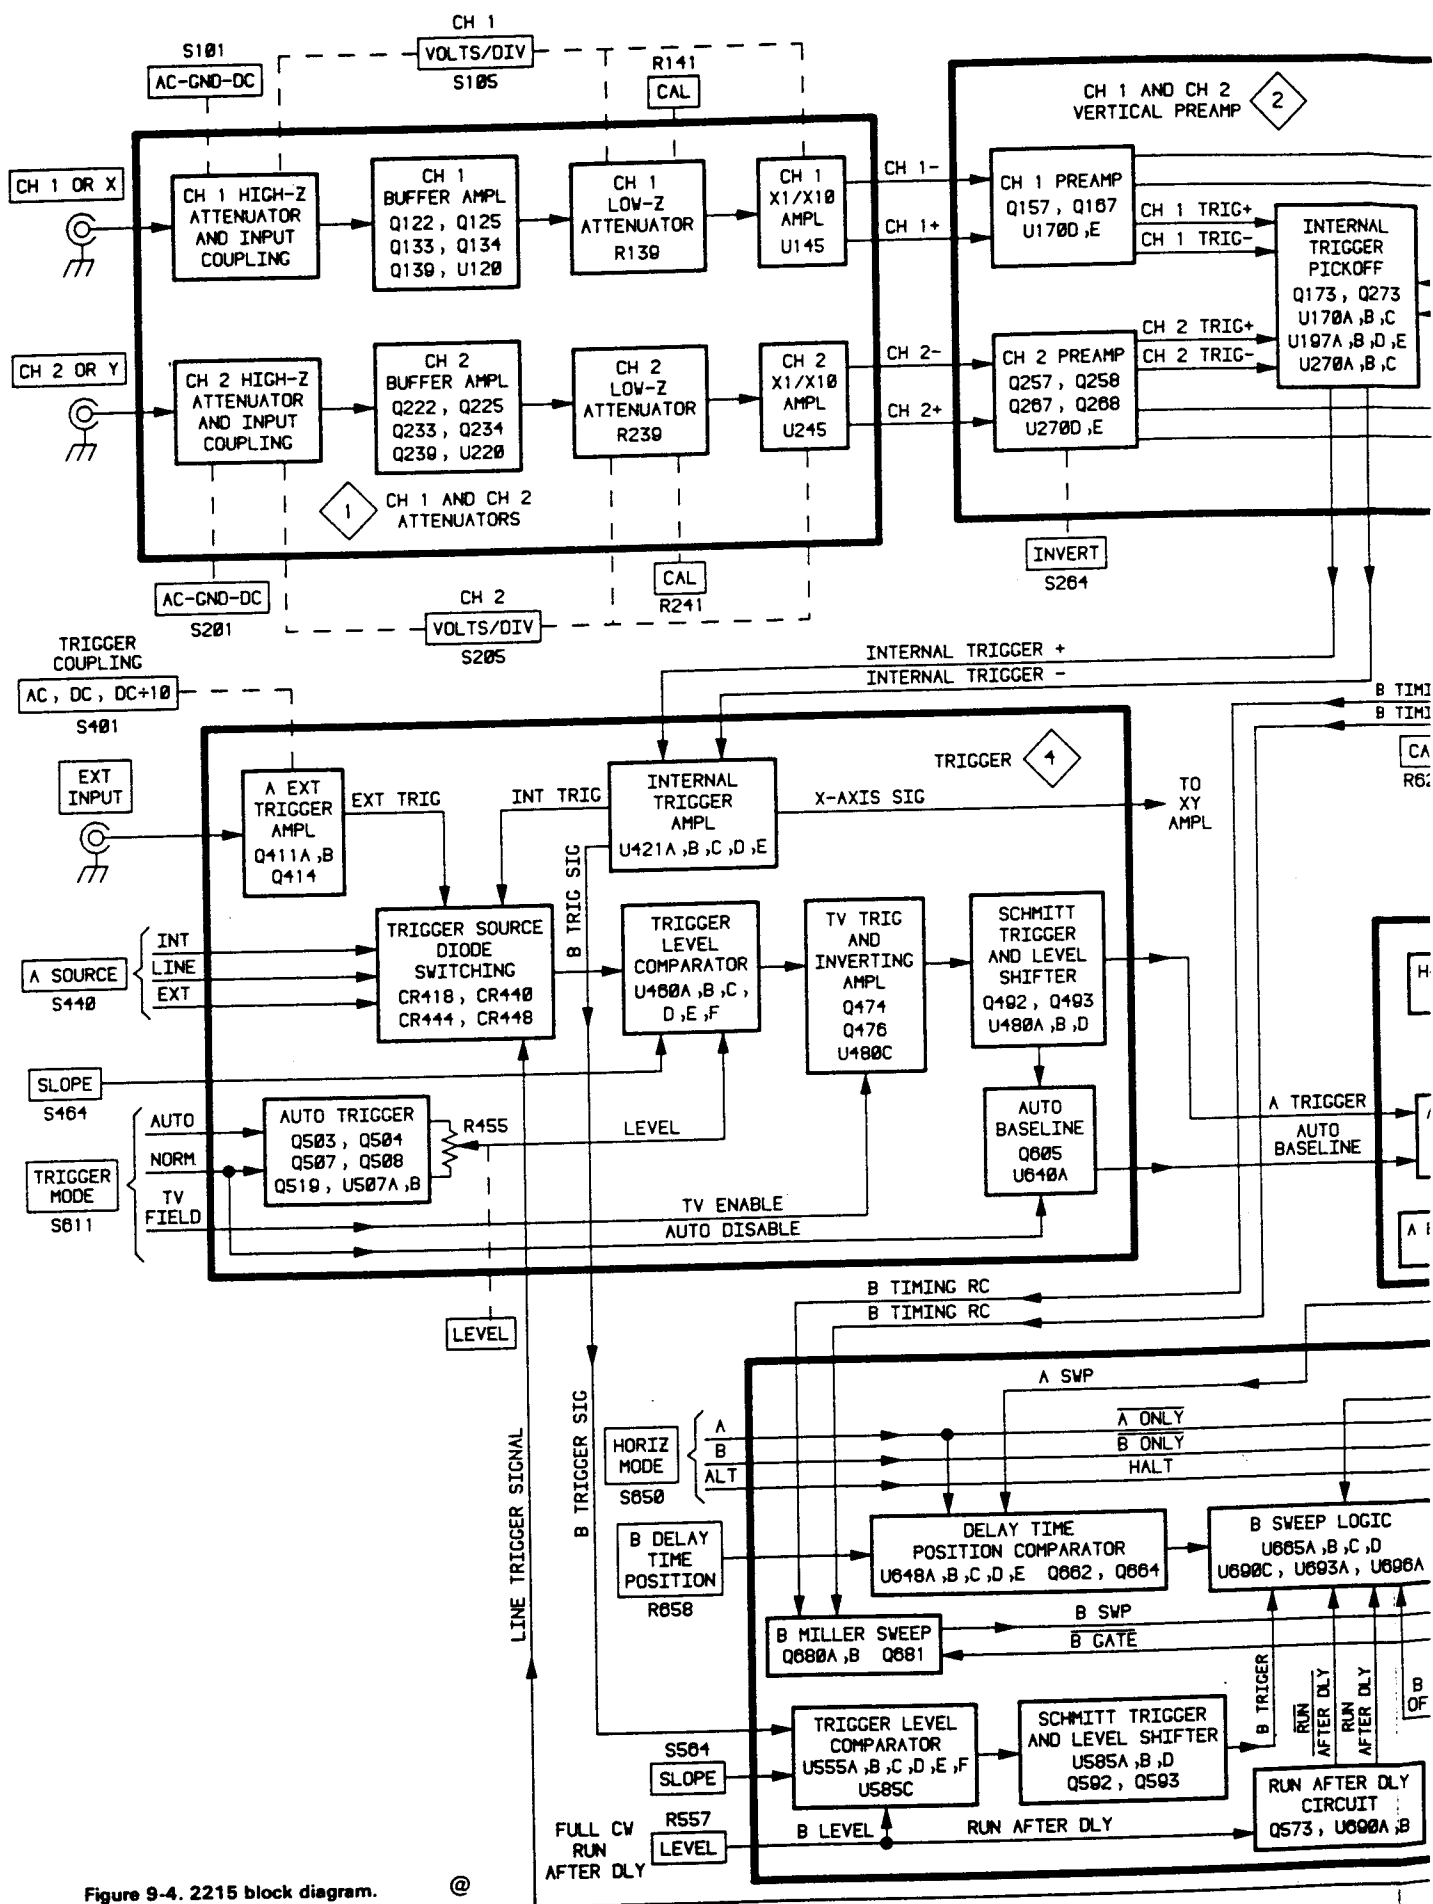 CH 1
VOLTS/DIV
S105
S101
AC-GND-DC
R141
CAL
CH 1 AND CH 2
VERTICAL PREAMP
2
CH 1 OR X
CH 1 HIGH-Z
ATTENUATOR
AND INPUT
COUPLING
CH 1
BUFFER AMPL
Q122, Q125
Q133, Q134
Q139, U120
CH 1
LOW-Z
ATTENUATOR
R139
CH 1
X1/X10
AMPL
U145
CH 1-
CH 1+
CH 1 PREAMP
Q157, Q167
U170D,E
CH 1 TRIG+
CH 1 TRIG-
INTERNAL
TRIGGER
PICKOFF
Q173, Q273
U170A,B,C
U197A,B,D,E
U270A,B,C
CH 2 OR Y
CH 2 HIGH-Z
ATTENUATOR
AND INPUT
COUPLING
CH 2
BUFFER AMPL
Q222, Q225
Q233, Q234
Q239, U220
CH 2
LOW-Z
ATTENUATOR
R239
CH 2
X1/X10
AMPL
U245
CH 2-
CH 2+
CH 2 PREAMP
Q257, Q258
Q267, Q268
U270D,E
CH 2 TRIG+
CH 2 TRIG-
1
CH 1 AND CH 2
ATTENUATORS
AC-GND-DC
S201
CH 2
VOLTS/DIV
S205
CAL
R241
INVERT
S264
TRIGGER
COUPLING
AC, DC, DC÷10
S401
INTERNAL TRIGGER +
INTERNAL TRIGGER -
B TIMI
B TIMI
CA
R62
TRIGGER
4
EXT
INPUT
A EXT
TRIGGER
AMPL
Q411A,B
Q414
EXT TRIG
INT TRIG
INTERNAL
TRIGGER
AMPL
U421A,B,C,D,E
X-AXIS SIG
TO
XY
AMPL
B TRIG SIG
A SOURCE
S440
INT
LINE
EXT
TRIGGER SOURCE
DIODE
SWITCHING
CR418, CR440
CR444, CR448
TRIGGER
LEVEL
COMPARATOR
U460A,B,C,
D,E,F
TV TRIG
AND
INVERTING
AMPL
Q474
Q476
U480C
SCHMITT
TRIGGER
AND LEVEL
SHIFTER
Q492, Q493
U480A,B,D
H-
SLOPE
S464
TRIGGER
MODE
S611
AUTO
NORM
TV
FIELD
AUTO TRIGGER
Q503, Q504
Q507, Q508
Q519, U507A,B
R455
LEVEL
AUTO
BASELINE
Q605
U640A
A TRIGGER
AUTO
BASELINE
TV ENABLE
AUTO DISABLE
A
LEVEL
B TIMING RC
B TIMING RC
LINE TRIGGER SIGNAL
B TRIGGER SIG
A SWP
HORIZ
MODE
S650
A
B
ALT
A ONLY
B ONLY
HALT
B DELAY
TIME
POSITION
R658
DELAY TIME
POSITION COMPARATOR
U648A,B,C,D,E Q662, Q664
B SWEEP LOGIC
U665A,B,C,D
U690C, U693A, U696A
B MILLER SWEEP
Q680A,B Q681
B SWP
B GATE
B TRIGER
RUN
AFTER DLY
RUN
AFTER DLY
B
OF
S564
SLOPE
TRIGGER LEVEL
COMPARATOR
U555A,B,C,D,E,F
U585C
SCHMITT TRIGGER
AND LEVEL SHIFTER
U585A,B,D
Q592, Q593
RUN AFTER DLY
CIRCUIT
Q573, U690A,B
FULL CW
RUN
AFTER DLY
R557
LEVEL
B LEVEL
RUN AFTER DLY
Figure 9-4. 2215 block diagram.
@